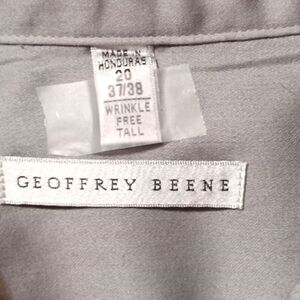 MADE IN
HONDURAS
20
37/38
WRINKLE
FREE
TALL
GEOFFREY BEENE